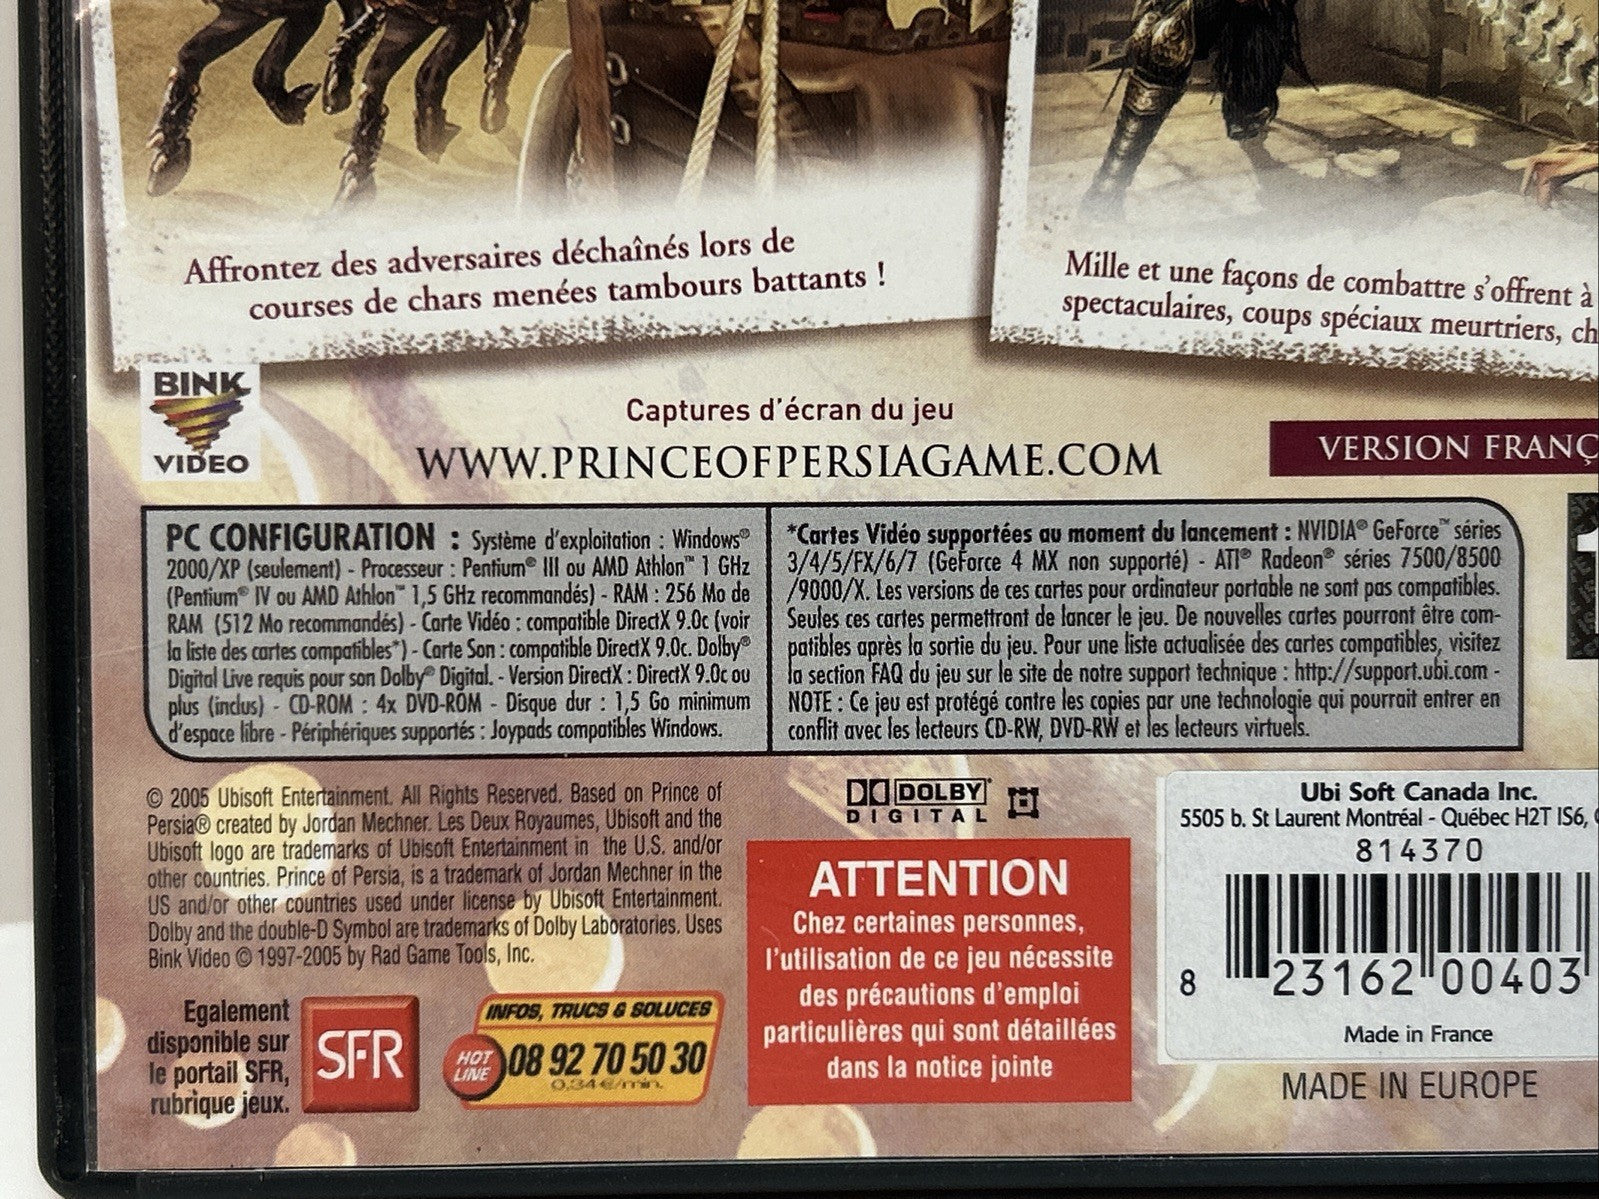 Affrontez des adversaires déchaînés lors de
courses de chars menées tambours battants !
Mille et une façons de combattre s'offrent à
spectaculaires, coups spéciaux meurtriers,
BINK
VIDEO
Captures d'écran du jeu
WWW.PRINCEOFPERSIAGAME.COM
VERSION FRANÇ
PC CONFIGURATION : Système d'exploitation : Windows®
2000/XP (seulement) - Processeur : Pentium® III ou AMD Athlon™ 1 GHz
(Pentium® IV ou AMD Athlon™ 1,5 GHz recommandés) - RAM : 256 Mo de
RAM (512 Mo recommandés) - Carte Vidéo : compatible DirectX 9.0c (voir
la liste des cartes compatibles*) - Carte Son : compatible DirectX 9.0c. Dolby®
Digital Live requis pour son Dolby® Digital. - Version DirectX : DirectX 9.0c ou
plus (inclus) - CD-ROM : 4x DVD-ROM - Disque dur : 1,5 Go minimum
d'espace libre - Périphériques supportés : Joypads compatibles Windows.
*Cartes Vidéo supportées au moment du lancement : NVIDIA® GeForce™ séries
3/4/5/FX/6/7 (GeForce 4 MX non supporté) - ATI® Radeon® séries 7500/8500
/9000/X. Les versions de ces cartes pour ordinateur portable ne sont pas compatibles.
Seules ces cartes permettront de lancer le jeu. De nouvelles cartes pourront être com-
patibles après la sortie du jeu. Pour une liste actualisée des cartes compatibles, visitez
la section FAQ du jeu sur le site de notre support technique : http://support.ubi.com -
NOTE : Ce jeu est protégé contre les copies par une technologie qui pourrait entrer en
conflit avec les lecteurs CD-RW, DVD-RW et les lecteurs virtuels.
© 2005 Ubisoft Entertainment. All Rights Reserved. Based on Prince of
Persia® created by Jordan Mechner. Les Deux Royaumes, Ubisoft and the
Ubisoft logo are trademarks of Ubisoft Entertainment in the U.S. and/or
other countries. Prince of Persia, is a trademark of Jordan Mechner in the
US and/or other countries used under license by Ubisoft Entertainment.
Dolby and the double-D Symbol are trademarks of Dolby Laboratories. Uses
Bink Video © 1997-2005 by Rad Game Tools, Inc.
DOLBY
DIGITAL
ATTENTION
Chez certaines personnes,
l'utilisation de ce jeu nécessite
des précautions d'emploi
particulières qui sont détaillées
dans la notice jointe
Ubi Soft Canada Inc.
5505 b. St Laurent Montréal - Québec H2T IS6,
814370
8 23162 00403
Made in France
MADE IN EUROPE
Egalement
disponible sur
le portail SFR,
rubrique jeux.
SFR
INFOS, TRUCS & SOLUCES
HOT
LINE
08 92 70 50 30
0,34€/min.